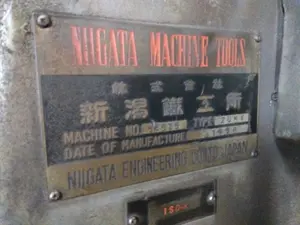 NIIGATA MACHINE TOOLS
株式會社
新潟鐵工所
MACHINE NO. TYPE
DATE OF MANUFACTURE
NIIGATA ENGINEERING CO. LTD. JAPAN